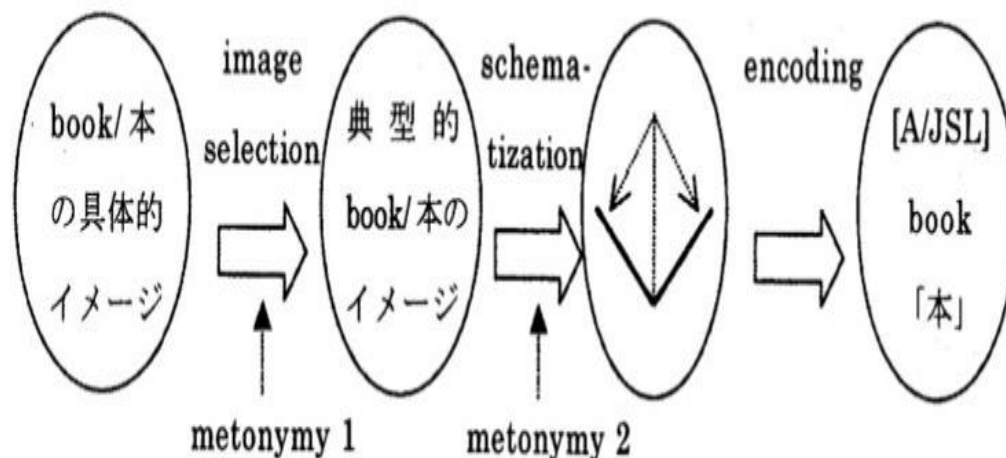 book/本
の具体的
イメージ
image
selection
metonymy 1
典型的
book/本の
イメージ
schema-
tization
metonymy 2
encoding
[A/JSL]
book
「本」